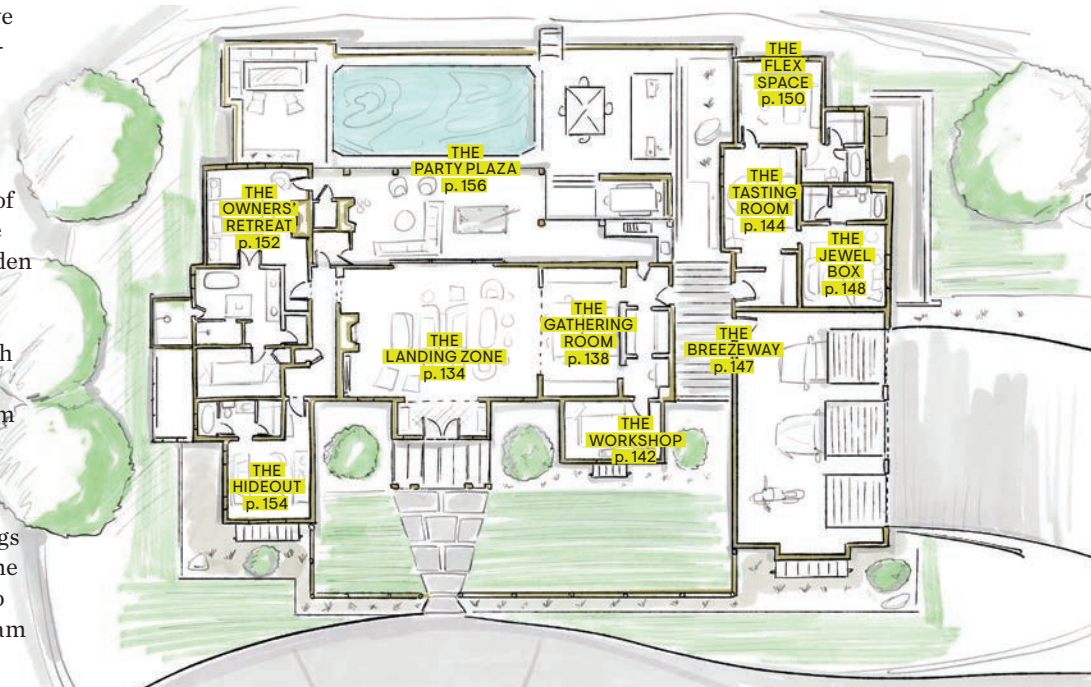 ve
-
of
e
den
h
m
gs
ne
o
am
THE
FLEX
SPACE
p. 150
THE
PARTY PLAZA
p. 156
THE
OWNERS'
RETREAT
p. 152
THE
TASTING
ROOM
p. 144
THE
JEWEL
BOX
p. 148
THE
GATHERING
ROOM
p. 138
THE
LANDING ZONE
p. 134
THE
BREEZEWAY
p. 147
THE
WORKSHOP
p. 142
THE
HIDEOUT
p. 154